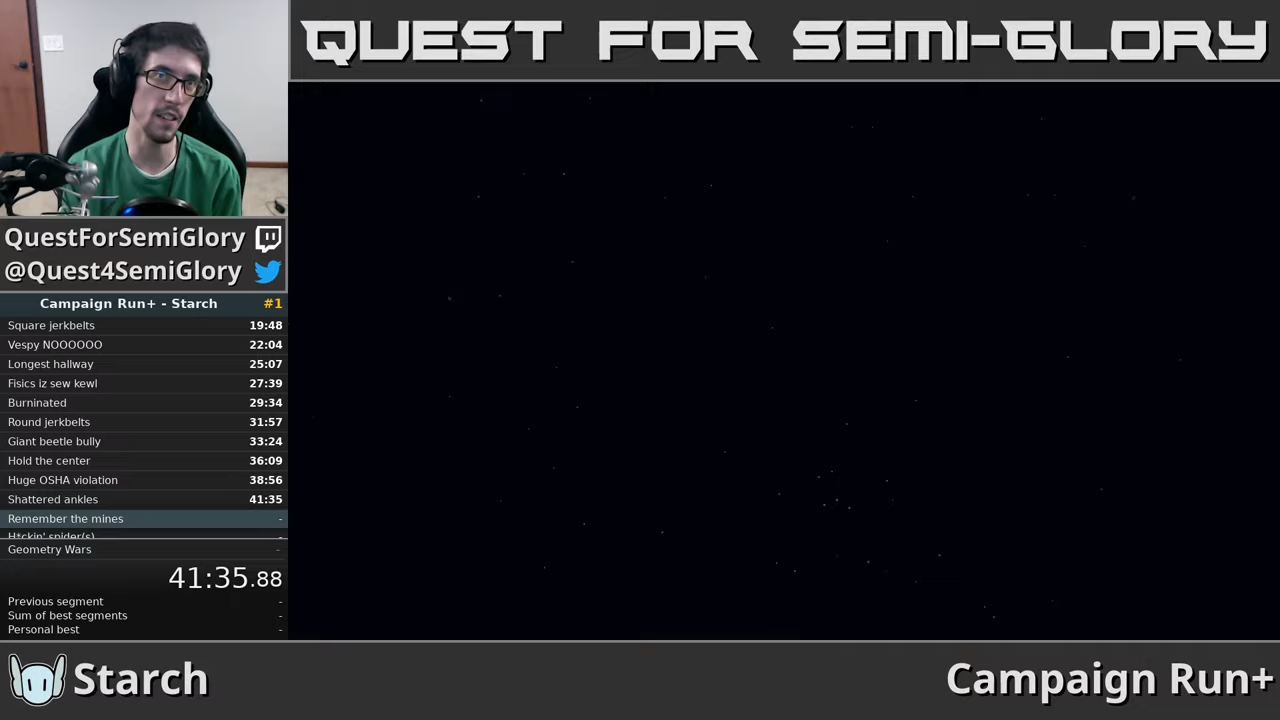 QUEST FOR SEMI-GLORY
QuestForSemiGlory
@Quest4SemiGlory
Campaign Run+ - Starch #1
Square jerkbelts 19:48
Vespy NOOOOOO 22:04
Longest hallway 25:07
Fisics iz sew kewl 27:39
Burninated 29:34
Round jerkbelts 31:57
Giant beetle bully 33:24
Hold the center 36:09
Huge OSHA violation 38:56
Shattered ankles 41:35
Remember the mines -
H*ckin' spider(s) -
Geometry Wars -
41:35.88
Previous segment -
Sum of best segments -
Personal best -
Starch
Campaign Run+